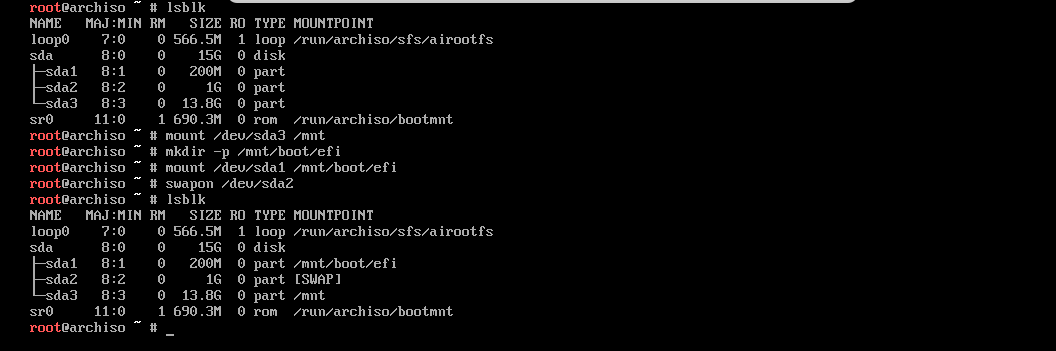 root@archiso ~ # lsblk
NAME   MAJ:MIN RM   SIZE RO TYPE MOUNTPOINT
loop0    7:0    0 566.5M  1 loop /run/archiso/sfs/airootfs
sda      8:0    0    15G  0 disk
├─sda1   8:1    0   200M  0 part
├─sda2   8:2    0     1G  0 part
└─sda3   8:3    0  13.8G  0 part
sr0     11:0    1 690.3M  0 rom  /run/archiso/bootmnt
root@archiso ~ # mount /dev/sda3 /mnt
root@archiso ~ # mkdir -p /mnt/boot/efi
root@archiso ~ # mount /dev/sda1 /mnt/boot/efi
root@archiso ~ # swapon /dev/sda2
root@archiso ~ # lsblk
NAME   MAJ:MIN RM   SIZE RO TYPE MOUNTPOINT
loop0    7:0    0 566.5M  1 loop /run/archiso/sfs/airootfs
sda      8:0    0    15G  0 disk
├─sda1   8:1    0   200M  0 part /mnt/boot/efi
├─sda2   8:2    0     1G  0 part [SWAP]
└─sda3   8:3    0  13.8G  0 part /mnt
sr0     11:0    1 690.3M  0 rom  /run/archiso/bootmnt
root@archiso ~ # _